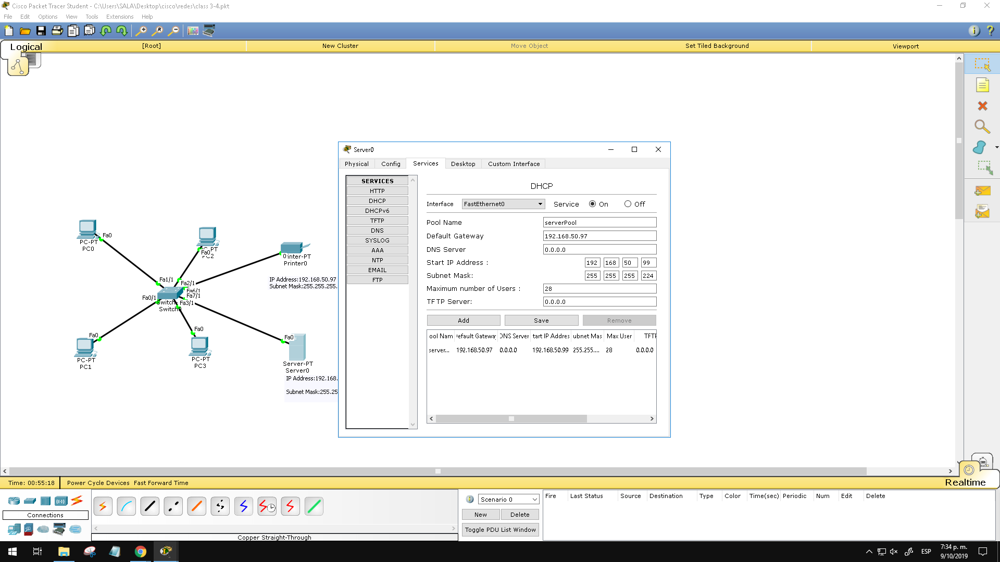 Cisco Packet Tracer Student - C:\Users\SALA\Desktop\cisco\redes\class 3-4.pkt
File Edit Options View Tools Extensions Help
Logical [Root] New Cluster Move Object Set Tiled Background Viewport
Server0
Physical Config Services Desktop Custom Interface
SERVICES
HTTP
DHCP
DHCPv6
TFTP
DNS
SYSLOG
AAA
NTP
EMAIL
FTP
DHCP
Interface FastEthernet0 Service On Off
Pool Name serverPool
Default Gateway 192.168.50.97
DNS Server 0.0.0.0
Start IP Address : 192 168 50 99
Subnet Mask: 255 255 255 224
Maximum number of Users : 28
TFTP Server: 0.0.0.0
Add Save Remove
ool Name efault Gateway DNS Server tart IP Addres ubnet Mas Max User TFTP
server... 192.168.50.97 0.0.0.0 192.168.50.99 255.255.... 28 0.0.0.0
Fa0
PC-PT
PC0
Fa0
PC2
inter-PT
Printer0
IP Address:192.168.50.97
Subnet Mask:255.255.255.
Fa1/1
Fa2/1
Fa6/1
Fa7/1
Fa0/1
Fa3/1
Switch
Switch0
Fa0
PC-PT
PC1
Fa0
PC-PT
PC3
Fa0
Server-PT
Server0
IP Address:192.168.
Subnet Mask:255.25
Time: 00:55:18 Power Cycle Devices Fast Forward Time Realtime
Connections
Copper Straight-Through
Scenario 0
New Delete
Toggle PDU List Window
Fire Last Status Source Destination Type Color Time(sec) Periodic Num Edit Delete
ESP
7:34 p. m.
9/10/2019